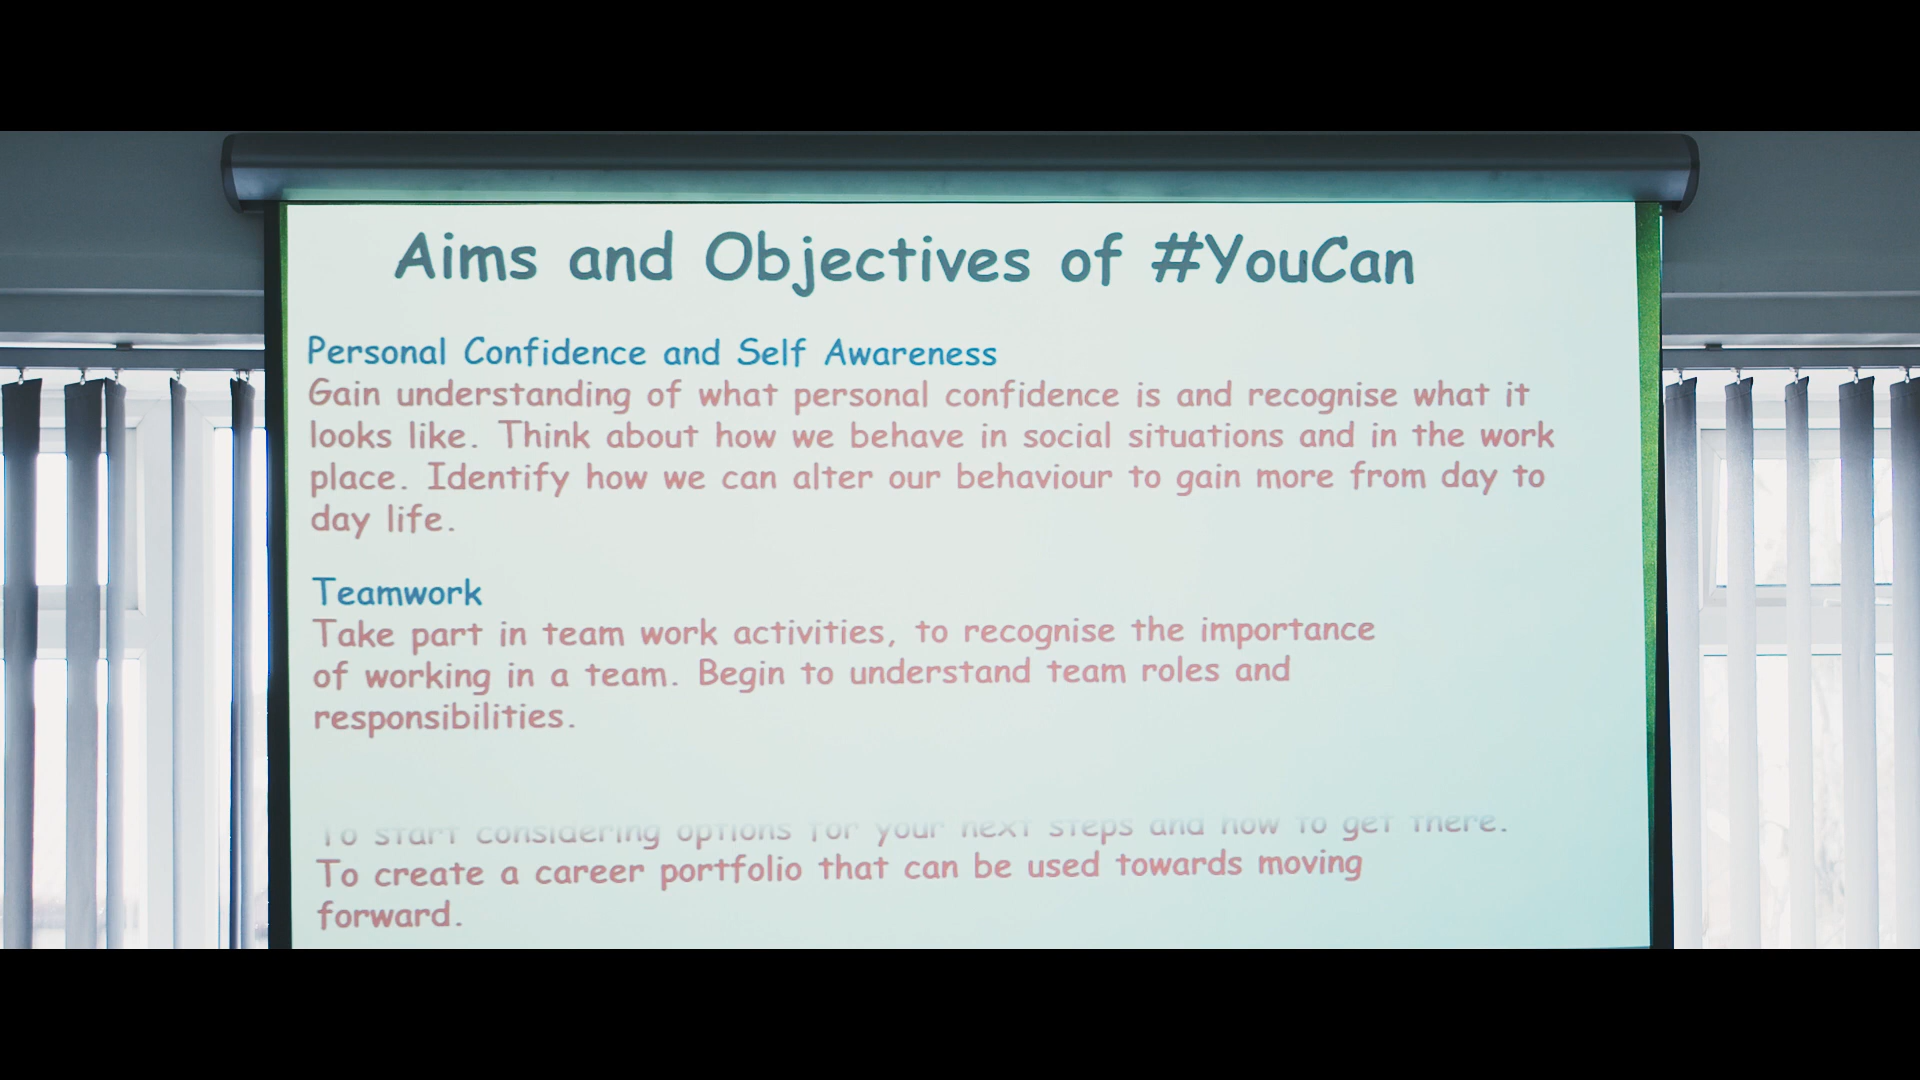 Aims and Objectives of #YouCan
Personal Confidence and Self Awareness
Gain understanding of what personal confidence is and recognise what it
looks like. Think about how we behave in social situations and in the work
place. Identify how we can alter our behaviour to gain more from day to
day life.
Teamwork
Take part in team work activities, to recognise the importance
of working in a team. Begin to understand team roles and
responsibilities.
To start considering options for your next steps and how to get there.
To create a career portfolio that can be used towards moving
forward.